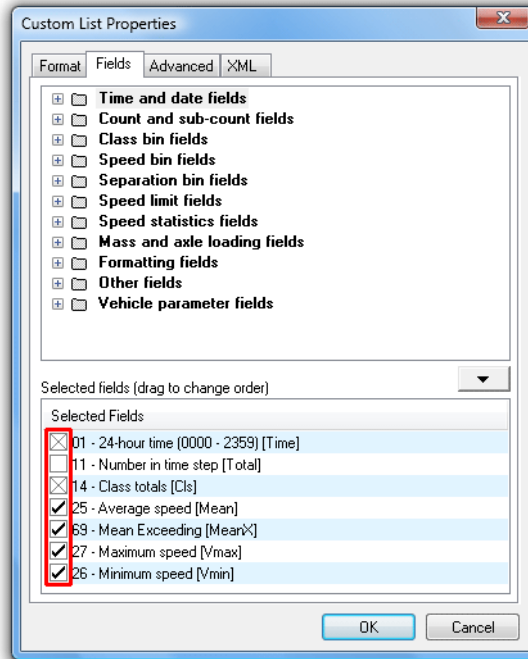 Custom List Properties
Format Fields Advanced XML
Time and date fields
Count and sub-count fields
Class bin fields
Speed bin fields
Separation bin fields
Speed limit fields
Speed statistics fields
Mass and axle loading fields
Formatting fields
Other fields
Vehicle parameter fields
Selected fields (drag to change order)
Selected Fields
01 - 24-hour time (0000 - 2359) [Time]
11 - Number in time step [Total]
14 - Class totals [Cls]
25 - Average speed [Mean]
69 - Mean Exceeding [MeanX]
27 - Maximum speed [Vmax]
26 - Minimum speed [Vmin]
OK Cancel